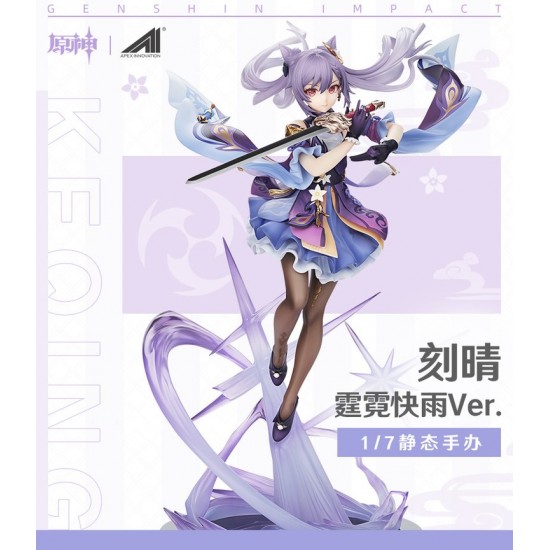 GENSHIN IMPACT
原神
AI
APEX INNOVATION
KEQING
刻晴
霆霓快雨Ver.
1/7静态手办